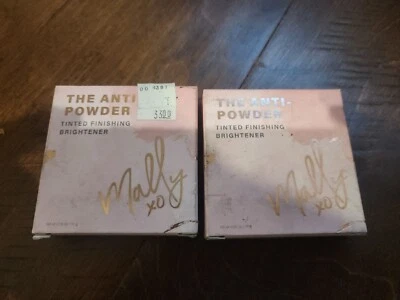 THE ANTI-
POWDER
TINTED FINISHING
BRIGHTENER
Mally
xo
THE ANTI-
POWDER
TINTED FINISHING
BRIGHTENER
Mally
xo